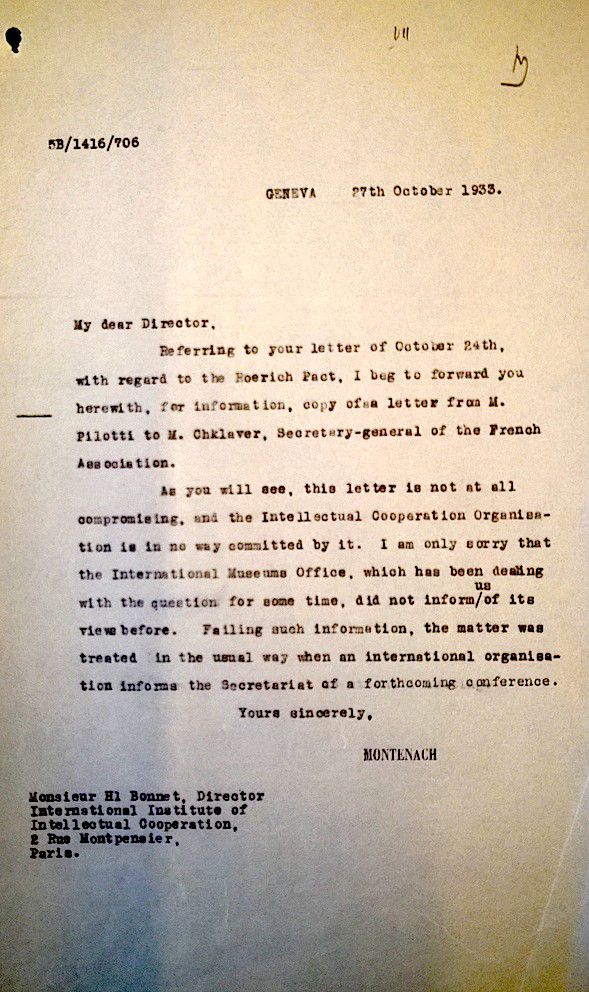 5B/1416/706
GENEVA 27th October 1933.
My dear Director,
Referring to your letter of October 24th,
with regard to the Roerich Pact, I beg to forward you
herewith, for information, copy ofaa letter from M.
Pilotti to M. Chklaver, Secretary-general of the French
Association.
As you will see, this letter is not at all
compromising, and the Intellectual Cooperation Organisa-
tion is in no way committed by it. I am only sorry that
the International Museums Office, which has been dealing
us
with the question for some time, did not inform/of its
views before. Failing such information, the matter was
treated in the usual way when an international organisa-
tion informs the Secretariat of a forthcoming conference.
Yours sincerely,
MONTENACH
Monsieur Hl Bonnet, Director
International Institute of
Intellectual Cooperation,
2 Rue Montpensier,
Paris.